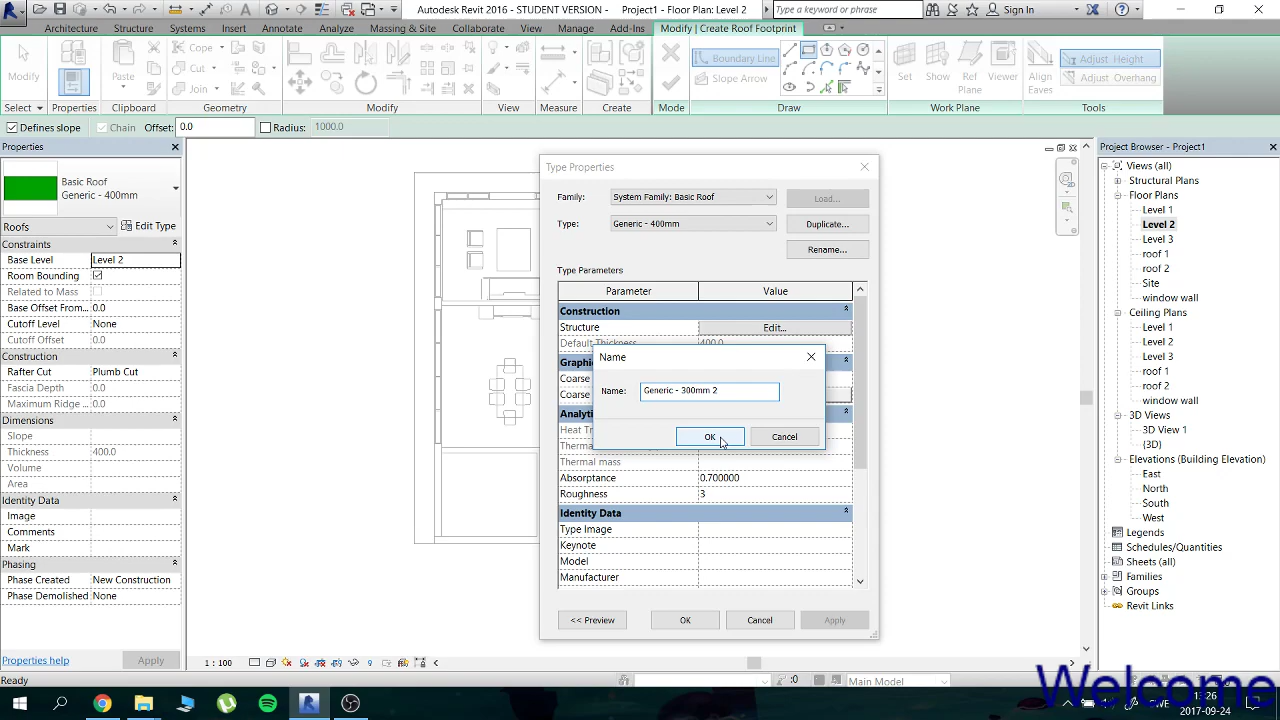 Autodesk Revit 2016 - STUDENT VERSION - Project1 - Floor Plan: Level 2
Type a keyword or phrase
Sign In
Architecture Structure Systems Insert Annotate Analyze Massing & Site Collaborate View Manage Add-Ins Modify | Create Roof Footprint
Modify
Paste
Cope
Cut
Join
Boundary Line
Slope Arrow
Set
Show
Ref Plane
Viewer
Align Eaves
Adjust Height
Adjust Overhang
Select Properties Clipboard Geometry Modify View Measure Create Mode Draw Work Plane Tools
Defines slope Chain Offset: 0.0 Radius: 1000.0
Properties
Basic Roof
Generic - 400mm
Roofs Edit Type
Constraints
Base Level Level 2
Room Bounding
Related to Mass
Base Offset From... 0.0
Cutoff Level None
Cutoff Offset 0.0
Construction
Rafter Cut Plumb Cut
Fascia Depth 0.0
Maximum Ridge ... 0.0
Dimensions
Slope
Thickness 400.0
Volume
Area
Identity Data
Image
Comments
Mark
Phasing
Phase Created New Construction
Phase Demolished None
Properties help Apply
Type Properties
Family: System Family: Basic Roof Load...
Type: Generic - 400mm Duplicate...
Rename...
Type Parameters
Parameter Value
Construction
Structure Edit...
Default Thickness 400.0
Graphic
Coarse
Coarse
Analyti
Heat Tr
Therma
Thermal mass
Absorptance 0.700000
Roughness 3
Identity Data
Type Image
Keynote
Model
Manufacturer
<< Preview OK Cancel Apply
Name
Name: Generic - 300mm 2
OK Cancel
Project Browser - Project1
Views (all)
Structural Plans
Floor Plans
Level 1
Level 2
Level 3
roof 1
roof 2
Site
window wall
Ceiling Plans
Level 1
Level 2
Level 3
roof 1
roof 2
window wall
3D Views
3D View 1
{3D}
Elevations (Building Elevation)
East
North
South
West
Legends
Schedules/Quantities
Sheets (all)
Families
Groups
Revit Links
1 : 100
Ready
:0
Main Model
Welcome
SWE
13:26
2017-09-24